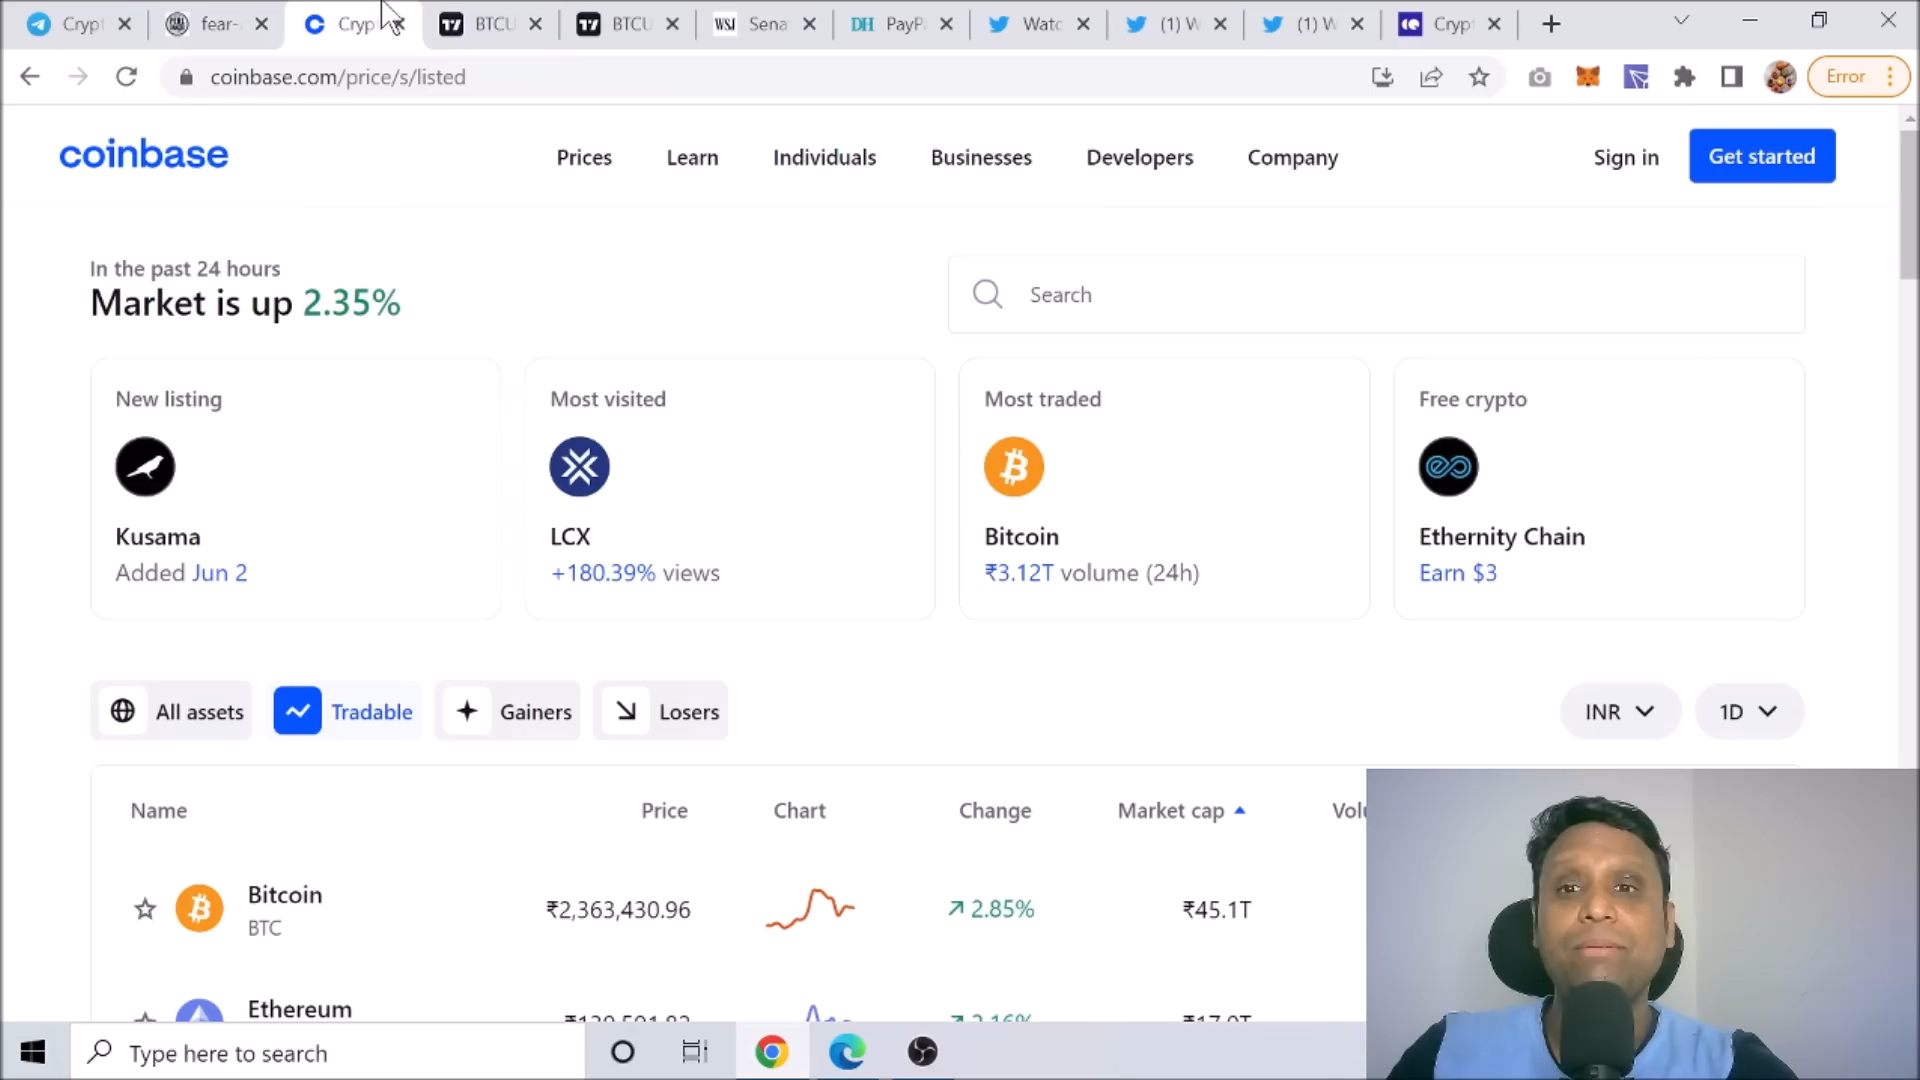 Crypt
fear-
Cryp
BTCU
BTCU
WSJ
Sena
DH
PayP
Watc
(1) W
(1) W
Cryp
coinbase.com/price/s/listed
Error
coinbase
Prices
Learn
Individuals
Businesses
Developers
Company
Sign in
Get started
In the past 24 hours
Market is up 2.35%
Search
New listing
Kusama
Added Jun 2
Most visited
LCX
+180.39% views
Most traded
Bitcoin
₹3.12T volume (24h)
Free crypto
Ethernity Chain
Earn $3
All assets
Tradable
Gainers
Losers
INR
1D
Name
Price
Chart
Change
Market cap
Bitcoin
BTC
₹2,363,430.96
2.85%
₹45.1T
Ethereum
Type here to search